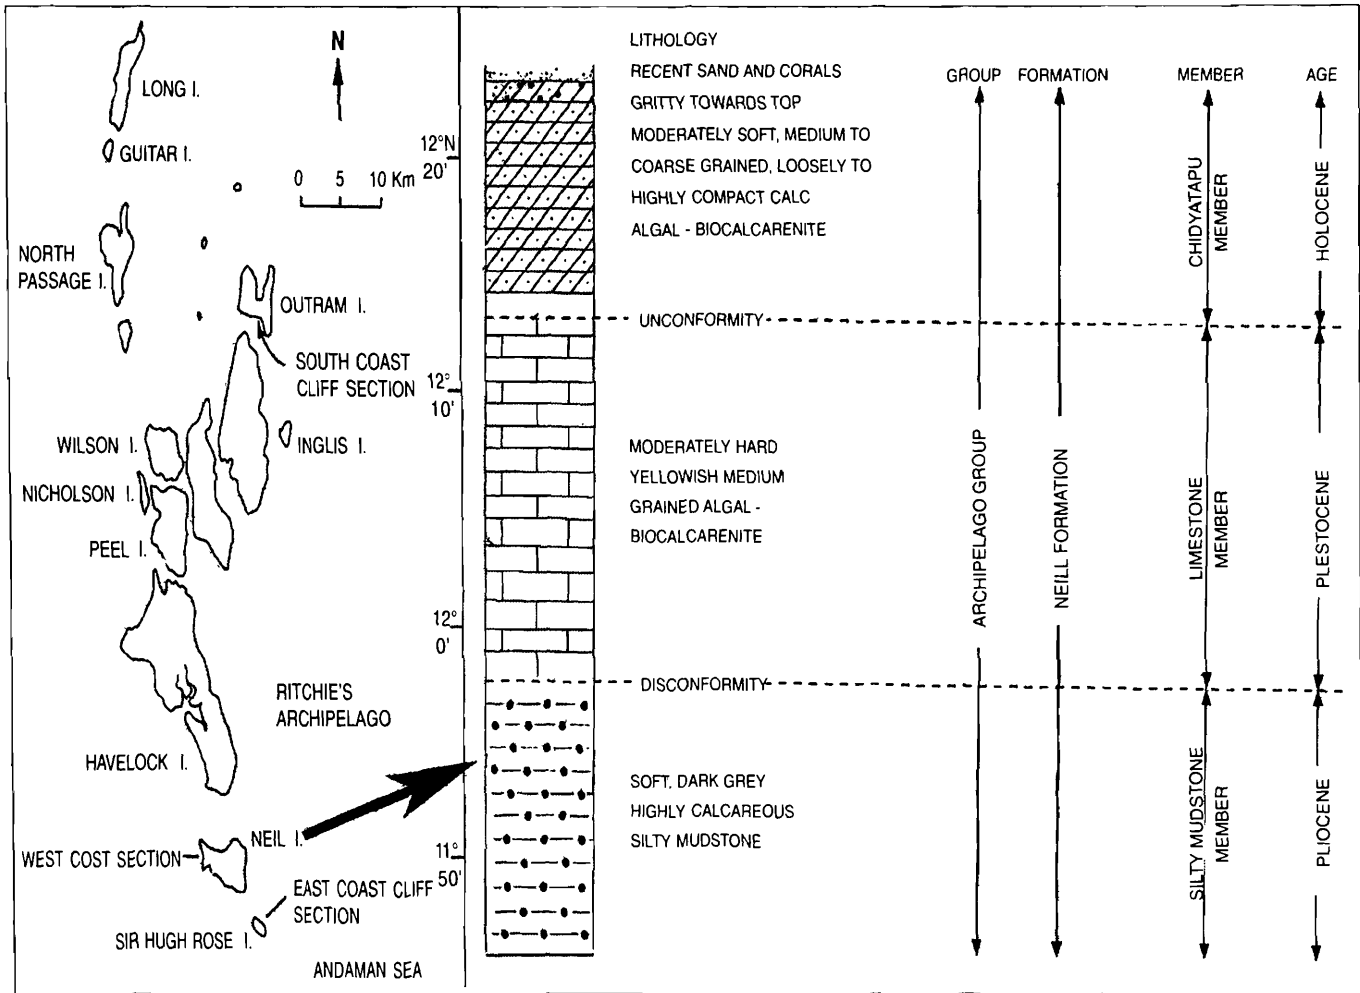 LONG I.
GUITAR I.
N
0 5 10 Km
NORTH
PASSAGE I.
OUTRAM I.
SOUTH COAST
CLIFF SECTION
WILSON I.
INGLIS I.
NICHOLSON I.
PEEL I.
RITCHIE'S
ARCHIPELAGO
HAVELOCK I.
NEIL I.
WEST COST SECTION
EAST COAST CLIFF
SECTION
SIR HUGH ROSE I.
ANDAMAN SEA
12°N
20'
12°
10'
12°
0'
11°
50'
LITHOLOGY
RECENT SAND AND CORALS
GRITTY TOWARDS TOP
MODERATELY SOFT, MEDIUM TO
COARSE GRAINED, LOOSELY TO
HIGHLY COMPACT CALC
ALGAL - BIOCALCARENITE
UNCONFORMITY
MODERATELY HARD
YELLOWISH MEDIUM
GRAINED ALGAL -
BIOCALCARENITE
DISCONFORMITY
SOFT, DARK GREY
HIGHLY CALCAREOUS
SILTY MUDSTONE
GROUP
ARCHIPELAGO GROUP
FORMATION
NEILL FORMATION
MEMBER
CHIDYATAPU
MEMBER
LIMESTONE
MEMBER
SILTY MUDSTONE
MEMBER
AGE
HOLOCENE
PLESTOCENE
PLIOCENE